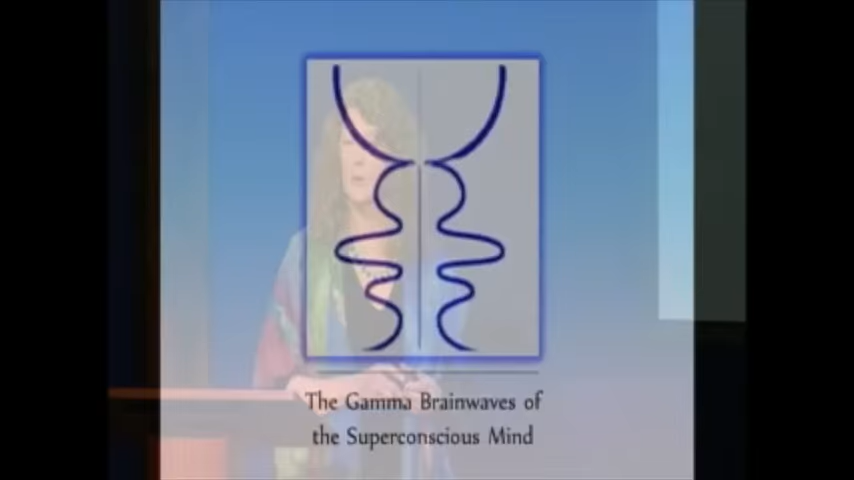 The Gamma Brainwaves of
the Superconscious Mind